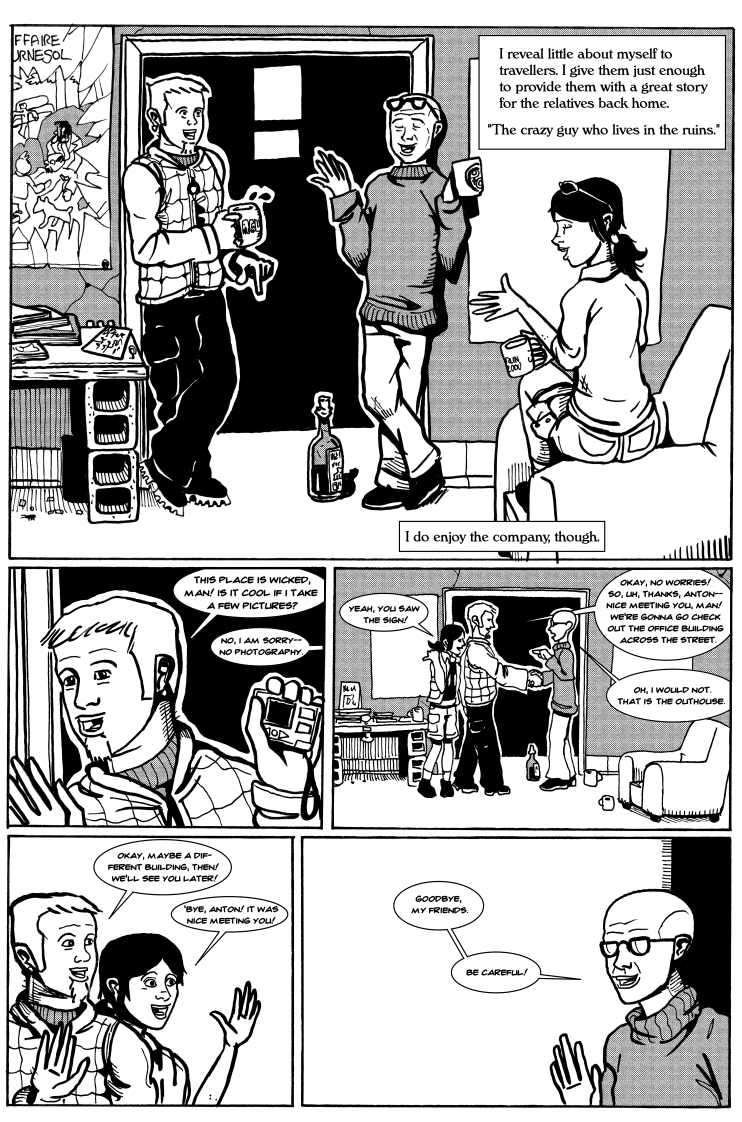 FFAIRE
URNESOL
I reveal little about myself to
travellers. I give them just enough
to provide them with a great story
for the relatives back home.
"The crazy guy who lives in the ruins."
I do enjoy the company, though.
THIS PLACE IS WICKED,
MAN! IS IT COOL IF I TAKE
A FEW PICTURES?
NO, I AM SORRY--
NO PHOTOGRAPHY.
YEAH, YOU SAW
THE SIGN!
OKAY, NO WORRIES!
SO, UH, THANKS, ANTON--
NICE MEETING YOU, MAN!
WE'RE GONNA GO CHECK
OUT THE OFFICE BUILDING
ACROSS THE STREET.
OH, I WOULD NOT.
THAT IS THE OUTHOUSE.
OKAY, MAYBE A DIF-
FERENT BUILDING, THEN!
WE'LL SEE YOU LATER!
'BYE, ANTON! IT WAS
NICE MEETING YOU!
GOODBYE,
MY FRIENDS.
BE CAREFUL!